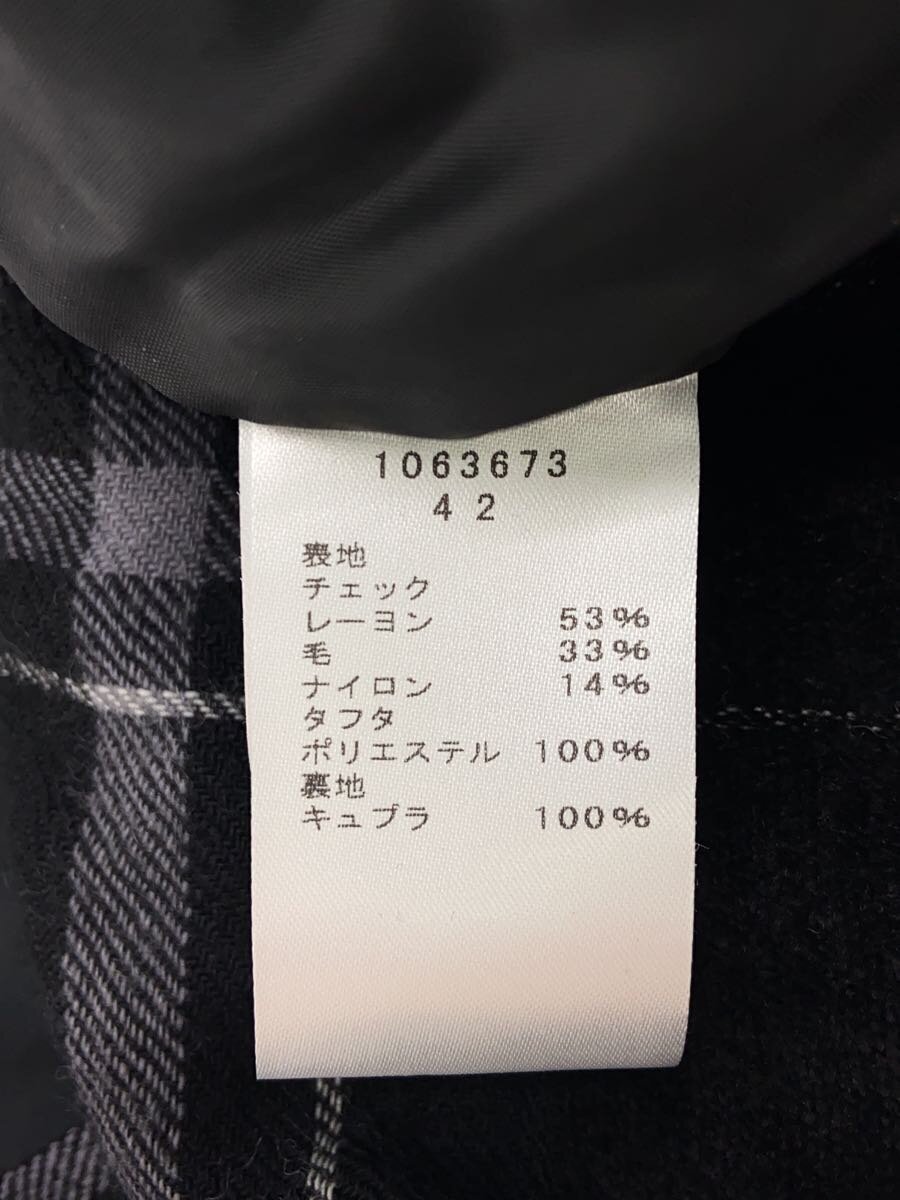 1063673
42
表地
チェック
レーヨン 53%
毛 33%
ナイロン 14%
タフタ
ポリエステル 100%
裏地
キュプラ 100%